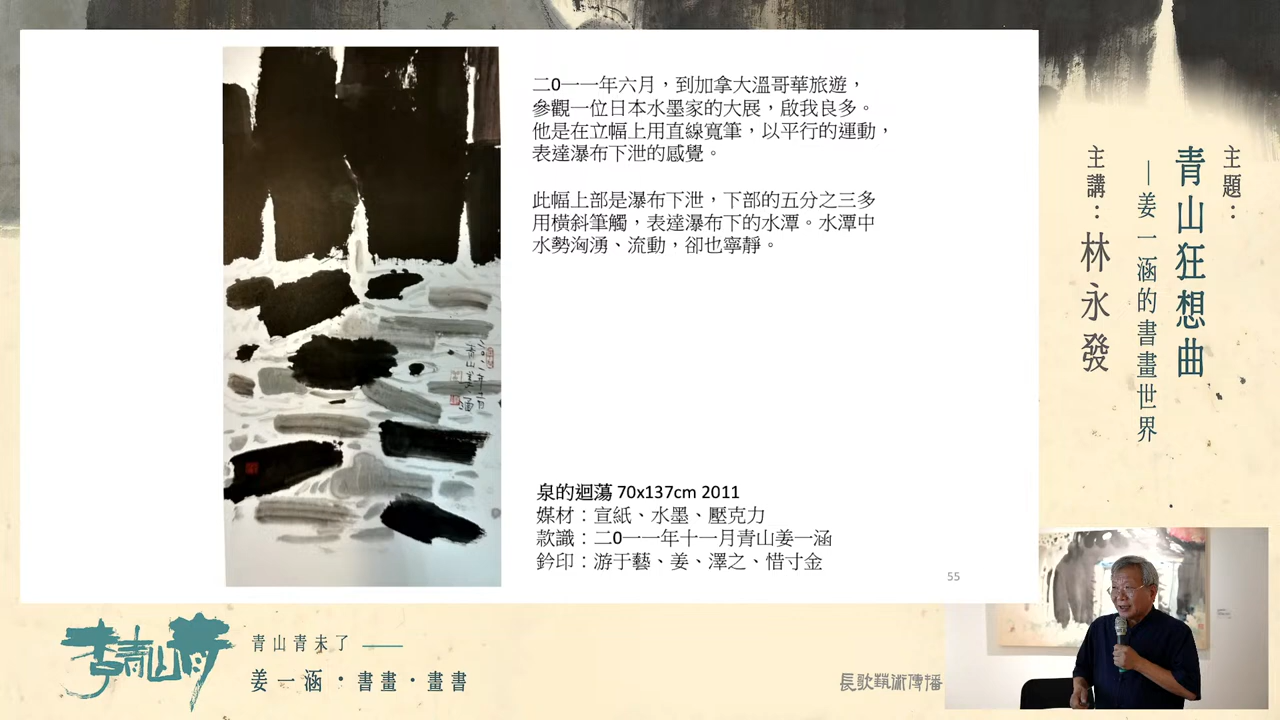 二0一一年六月，到加拿大溫哥華旅遊，
參觀一位日本水墨家的大展，啟我良多。
他是在立幅上用直線寬筆，以平行的運動，
表達瀑布下泄的感覺。
此幅上部是瀑布下泄，下部的五分之三多
用橫斜筆觸，表達瀑布下的水潭。水潭中
水勢洶湧、流動，卻也寧靜。
泉的迴蕩 70x137cm 2011
媒材：宣紙、水墨、壓克力
款識：二0一一年十一月青山姜一涵
鈐印：游于藝、姜、澤之、惜寸金
55
主題：
青山狂想曲
—姜一涵的書畫世界
主講：林永發
青山青未了——
姜一涵・書畫・畫書
長歌藝術傳播